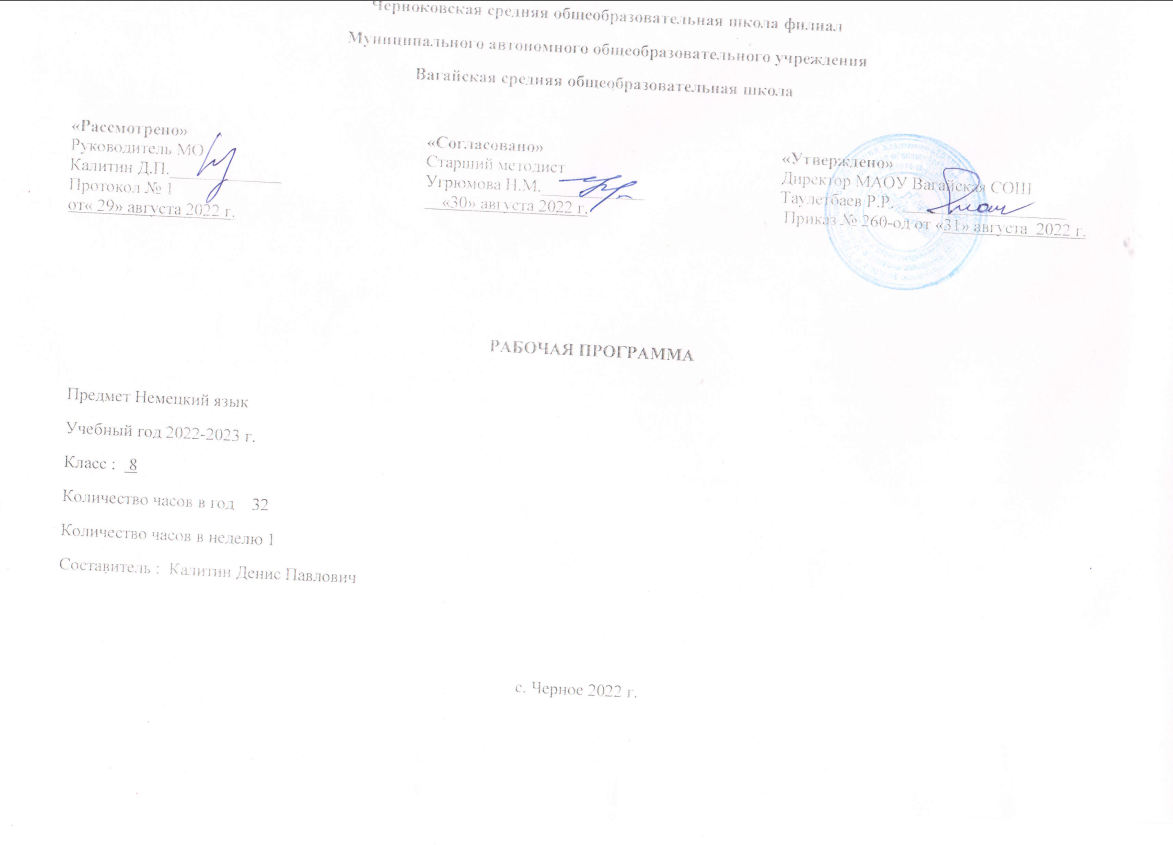 Черноковская средняя общеобразовательная школа филиал
Муниципального автономного общеобразовательного учреждения
Вагайская средняя общеобразовательная школа
«Рассмотрено»
Руководитель МО
Калитин Д.П.
Протокол № 1
от« 29» августа 2022 г.
«Согласовано»
Старший методист
Угрюмова Н.М.
«30» августа 2022 г.
«Утверждено»
Директор МАОУ Вагайская СОШ
Таулетбаев Р.Р.
Приказ № 260-од от «31» августа 2022 г.
РАБОЧАЯ ПРОГРАММА
Предмет Немецкий язык
Учебный год 2022-2023 г.
Класс : 8
Количество часов в год 32
Количество часов в неделю 1
Составитель : Калитин Денис Павлович
с. Черное 2022 г.